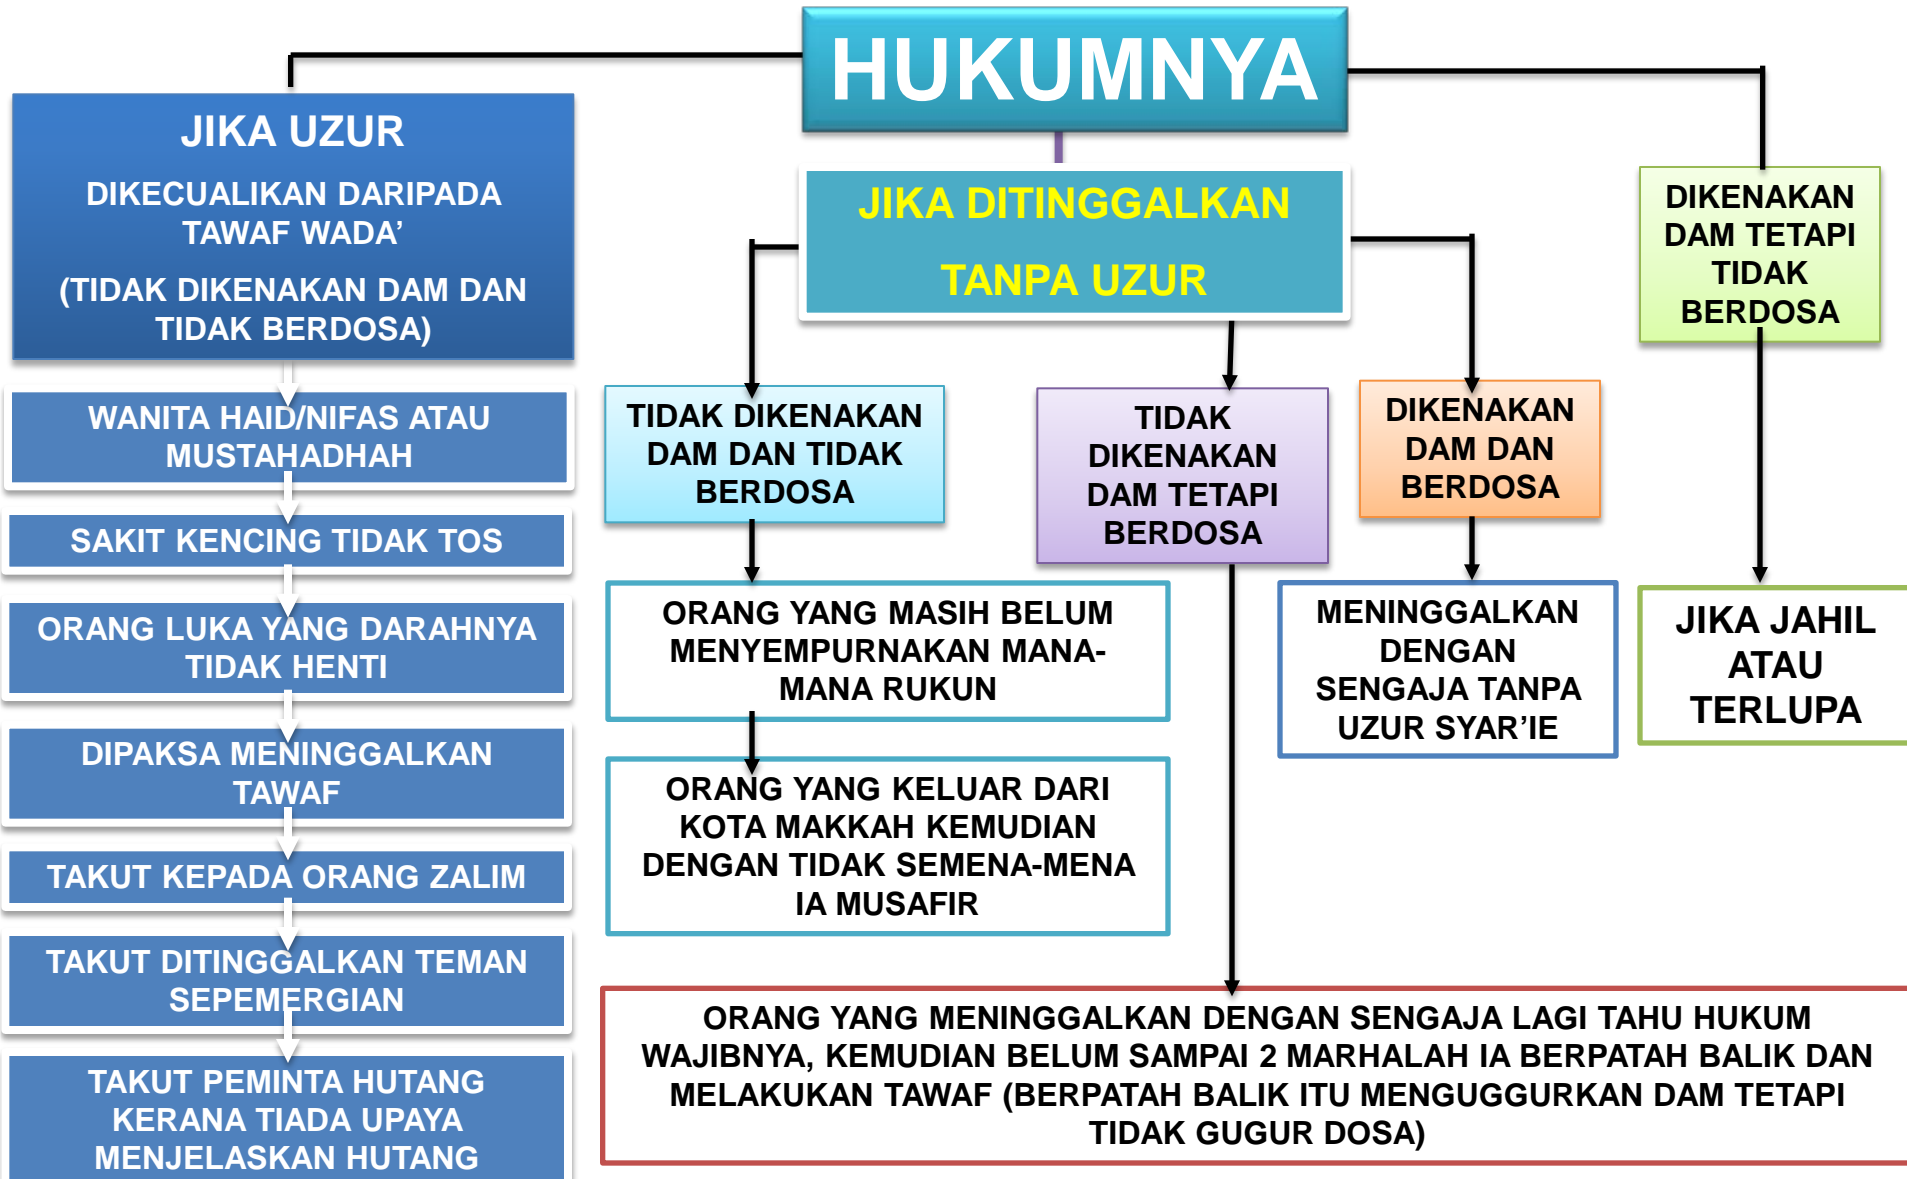 HUKUMNYA
JIKA UZUR
DIKECUALIKAN DARIPADA
TAWAF WADA’
(TIDAK DIKENAKAN DAM DAN
TIDAK BERDOSA)
WANITA HAID/NIFAS ATAU
MUSTAHADHAH
SAKIT KENCING TIDAK TOS
ORANG LUKA YANG DARAHNYA
TIDAK HENTI
DIPAKSA MENINGGALKAN
TAWAF
TAKUT KEPADA ORANG ZALIM
TAKUT DITINGGALKAN TEMAN
SEPEMERGIAN
TAKUT PEMINTA HUTANG
KERANA TIADA UPAYA
MENJELASKAN HUTANG
JIKA DITINGGALKAN
TANPA UZUR
TIDAK DIKENAKAN
DAM DAN TIDAK
BERDOSA
ORANG YANG MASIH BELUM
MENYEMPURNAKAN MANA-
MANA RUKUN
ORANG YANG KELUAR DARI
KOTA MAKKAH KEMUDIAN
DENGAN TIDAK SEMENA-MENA
IA MUSAFIR
TIDAK
DIKENAKAN
DAM TETAPI
BERDOSA
ORANG YANG MENINGGALKAN DENGAN SENGAJA LAGI TAHU HUKUM
WAJIBNYA, KEMUDIAN BELUM SAMPAI 2 MARHALAH IA BERPATAH BALIK DAN
MELAKUKAN TAWAF (BERPATAH BALIK ITU MENGUGGURKAN DAM TETAPI
TIDAK GUGUR DOSA)
DIKENAKAN
DAM DAN
BERDOSA
MENINGGALKAN
DENGAN
SENGAJA TANPA
UZUR SYAR’IE
DIKENAKAN
DAM TETAPI
TIDAK
BERDOSA
JIKA JAHIL
ATAU
TERLUPA